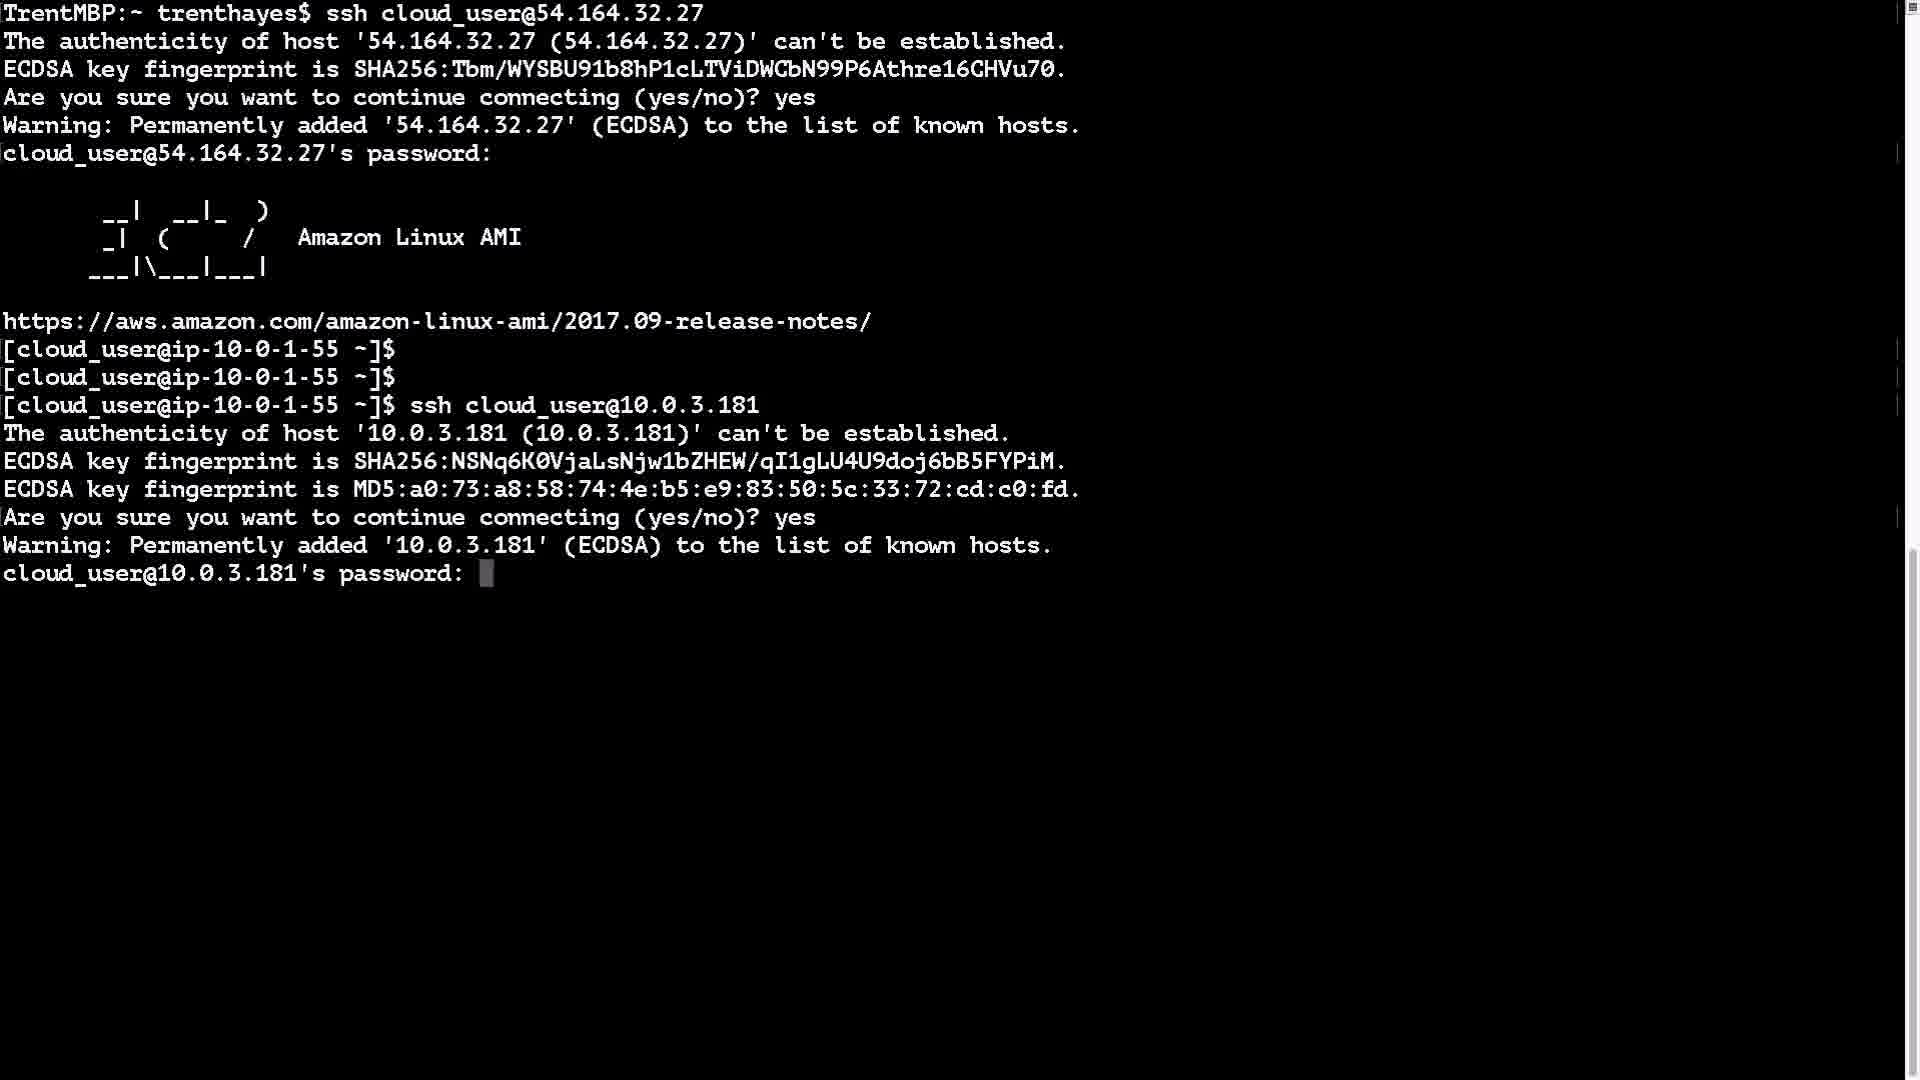 TrentMBP:~ trenthayes$ ssh cloud_user@54.164.32.27
The authenticity of host '54.164.32.27 (54.164.32.27)' can't be established.
ECDSA key fingerprint is SHA256:Tbm/WYSBU91b8hP1cLTViDWCbN99P6Athre16CHVu70.
Are you sure you want to continue connecting (yes/no)? yes
Warning: Permanently added '54.164.32.27' (ECDSA) to the list of known hosts.
cloud_user@54.164.32.27's password:
       __|  __|_  )
       _|  (     /   Amazon Linux AMI
      ___|\___|___|
https://aws.amazon.com/amazon-linux-ami/2017.09-release-notes/
[cloud_user@ip-10-0-1-55 ~]$
[cloud_user@ip-10-0-1-55 ~]$
[cloud_user@ip-10-0-1-55 ~]$ ssh cloud_user@10.0.3.181
The authenticity of host '10.0.3.181 (10.0.3.181)' can't be established.
ECDSA key fingerprint is SHA256:NSNq6K0VjaLsNjw1bZHEW/qI1gLU4U9doj6bB5FYPiM.
ECDSA key fingerprint is MD5:a0:73:a8:58:74:4e:b5:e9:83:50:5c:33:72:cd:c0:fd.
Are you sure you want to continue connecting (yes/no)? yes
Warning: Permanently added '10.0.3.181' (ECDSA) to the list of known hosts.
cloud_user@10.0.3.181's password: